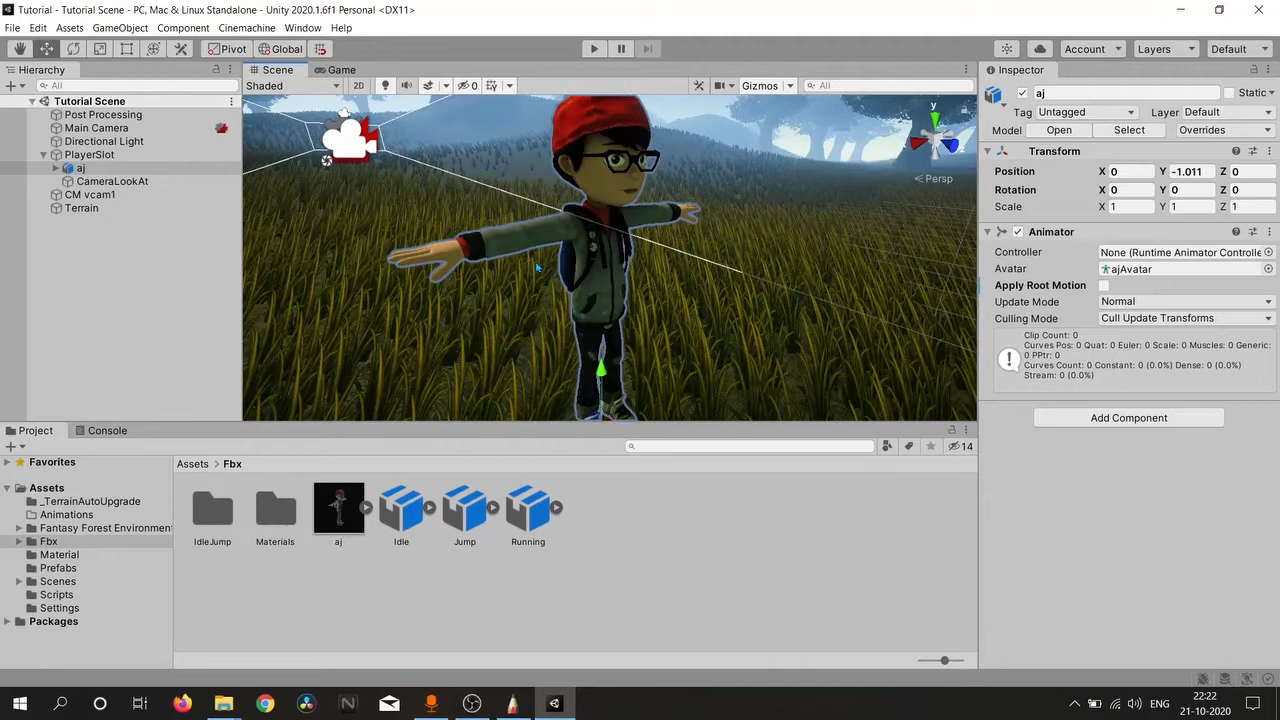 Tutorial - Tutorial Scene - PC, Mac & Linux Standalone - Unity 2020.1.6f1 Personal <DX11>
File Edit Assets GameObject Component Cinemachine Window Help
Pivot Global Account Layers Default
Hierarchy
All
Tutorial Scene
Post Processing
Main Camera
Directional Light
PlayerSlot
aj
CameraLookAt
CM vcam1
Terrain
Scene Game
Shaded 2D 0 Gizmos All
y
Persp
Inspector
aj Static
Tag Untagged Layer Default
Model Open Select Overrides
Transform
Position X 0 Y -1.011 Z 0
Rotation X 0 Y 0 Z 0
Scale X 1 Y 1 Z 1
Animator
Controller None (Runtime Animator Controlle
Avatar ajAvatar
Apply Root Motion
Update Mode Normal
Culling Mode Cull Update Transforms
Clip Count: 0
Curves Pos: 0 Quat: 0 Euler: 0 Scale: 0 Muscles: 0 Generic:
0 PPtr: 0
Curves Count: 0 Constant: 0 (0.0%) Dense: 0 (0.0%)
Stream: 0 (0.0%)
Add Component
Project Console
14
Favorites
Assets
_TerrainAutoUpgrade
Animations
Fantasy Forest Environment
Fbx
Material
Prefabs
Scenes
Scripts
Settings
Packages
Assets > Fbx
IdleJump Materials aj Idle Jump Running
ENG
22:22
21-10-2020